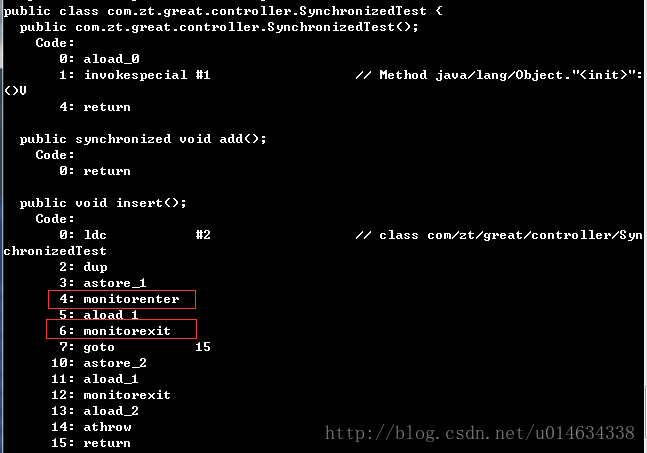 public class com.zt.great.controller.SynchronizedTest {
public com.zt.great.controller.SynchronizedTest();
Code:
0: aload_0
1: invokespecial #1 // Method java/lang/Object."<init>":
()V
4: return
public synchronized void add();
Code:
0: return
public void insert();
Code:
0: ldc #2 // class com/zt/great/controller/Syn
chronizedTest
2: dup
3: astore_1
4: monitorenter
5: aload_1
6: monitorexit
7: goto 15
10: astore_2
11: aload_1
12: monitorexit
13: aload_2
14: athrow
15: return
http://blog.csdn.net/u014634338